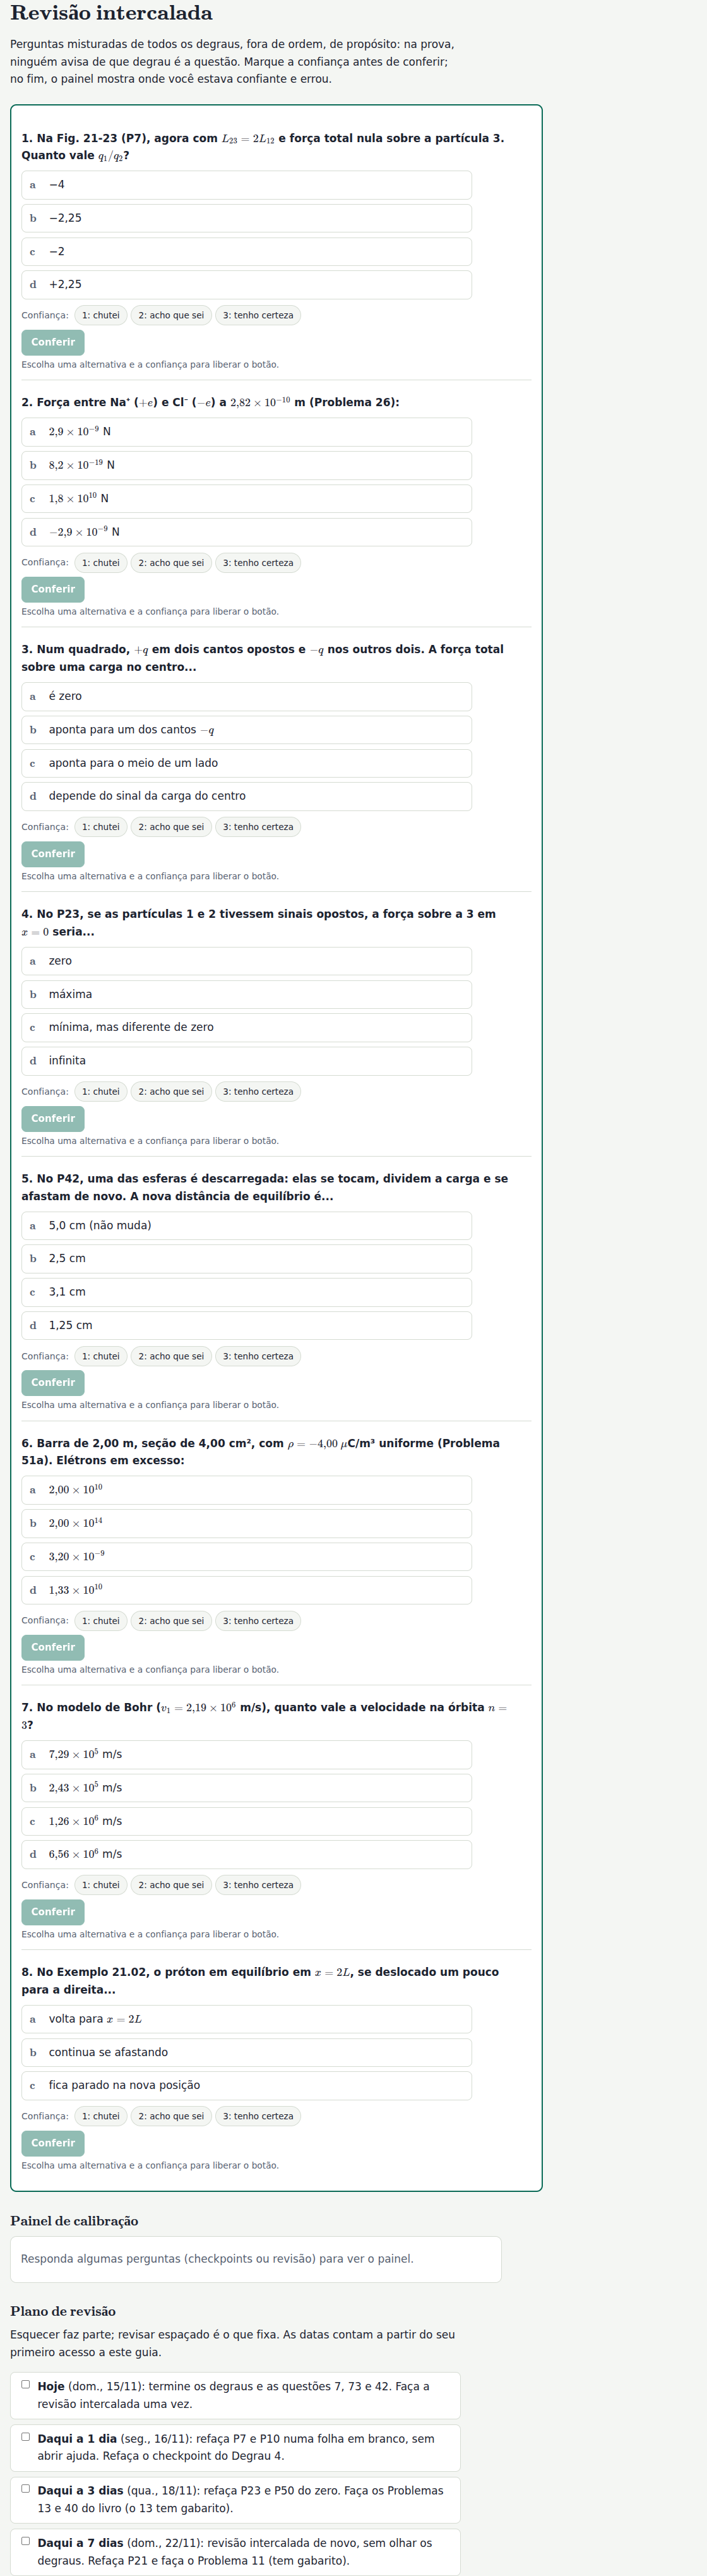 Revisão intercalada
Perguntas misturadas de todos os degraus, fora de ordem, de propósito: na prova,
ninguém avisa de que degrau é a questão. Marque a confiança antes de conferir;
no fim, o painel mostra onde você estava confiante e errou.
1. Na Fig. 21-23 (P7), agora com L₂₃ = 2L₁₂ e força total nula sobre a partícula 3.
Quanto vale q₁/q₂?
a −4
b −2,25
c −2
d +2,25
Confiança: 1: chutei 2: acho que sei 3: tenho certeza
Conferir
Escolha uma alternativa e a confiança para liberar o botão.
2. Força entre Na⁺ (+e) e Cl⁻ (−e) a 2,82 × 10⁻¹⁰ m (Problema 26):
a 2,9 × 10⁻⁹ N
b 8,2 × 10⁻¹⁹ N
c 1,8 × 10¹⁰ N
d −2,9 × 10⁻⁹ N
Confiança: 1: chutei 2: acho que sei 3: tenho certeza
Conferir
Escolha uma alternativa e a confiança para liberar o botão.
3. Num quadrado, +q em dois cantos opostos e −q nos outros dois. A força total
sobre uma carga no centro...
a é zero
b aponta para um dos cantos −q
c aponta para o meio de um lado
d depende do sinal da carga do centro
Confiança: 1: chutei 2: acho que sei 3: tenho certeza
Conferir
Escolha uma alternativa e a confiança para liberar o botão.
4. No P23, se as partículas 1 e 2 tivessem sinais opostos, a força sobre a 3 em
x = 0 seria...
a zero
b máxima
c mínima, mas diferente de zero
d infinita
Confiança: 1: chutei 2: acho que sei 3: tenho certeza
Conferir
Escolha uma alternativa e a confiança para liberar o botão.
5. No P42, uma das esferas é descarregada: elas se tocam, dividem a carga e se
afastam de novo. A nova distância de equilíbrio é...
a 5,0 cm (não muda)
b 2,5 cm
c 3,1 cm
d 1,25 cm
Confiança: 1: chutei 2: acho que sei 3: tenho certeza
Conferir
Escolha uma alternativa e a confiança para liberar o botão.
6. Barra de 2,00 m, seção de 4,00 cm², com ρ = −4,00 μC/m³ uniforme (Problema
51a). Elétrons em excesso:
a 2,00 × 10¹⁰
b 2,00 × 10¹⁴
c 3,20 × 10⁻⁹
d 1,33 × 10¹⁰
Confiança: 1: chutei 2: acho que sei 3: tenho certeza
Conferir
Escolha uma alternativa e a confiança para liberar o botão.
7. No modelo de Bohr (v₁ = 2,19 × 10⁶ m/s), quanto vale a velocidade na órbita n =
3?
a 7,29 × 10⁵ m/s
b 2,43 × 10⁵ m/s
c 1,26 × 10⁶ m/s
d 6,56 × 10⁶ m/s
Confiança: 1: chutei 2: acho que sei 3: tenho certeza
Conferir
Escolha uma alternativa e a confiança para liberar o botão.
8. No Exemplo 21.02, o próton em equilíbrio em x = 2L, se deslocado um pouco
para a direita...
a volta para x = 2L
b continua se afastando
c fica parado na nova posição
Confiança: 1: chutei 2: acho que sei 3: tenho certeza
Conferir
Escolha uma alternativa e a confiança para liberar o botão.
Painel de calibração
Responda algumas perguntas (checkpoints ou revisão) para ver o painel.
Plano de revisão
Esquecer faz parte; revisar espaçado é o que fixa. As datas contam a partir do seu
primeiro acesso a este guia.
Hoje (dom., 15/11): termine os degraus e as questões 7, 73 e 42. Faça a
revisão intercalada uma vez.
Daqui a 1 dia (seg., 16/11): refaça P7 e P10 numa folha em branco, sem
abrir ajuda. Refaça o checkpoint do Degrau 4.
Daqui a 3 dias (qua., 18/11): refaça P23 e P50 do zero. Faça os Problemas
13 e 40 do livro (o 13 tem gabarito).
Daqui a 7 dias (dom., 22/11): revisão intercalada de novo, sem olhar os
degraus. Refaça P21 e faça o Problema 11 (tem gabarito).